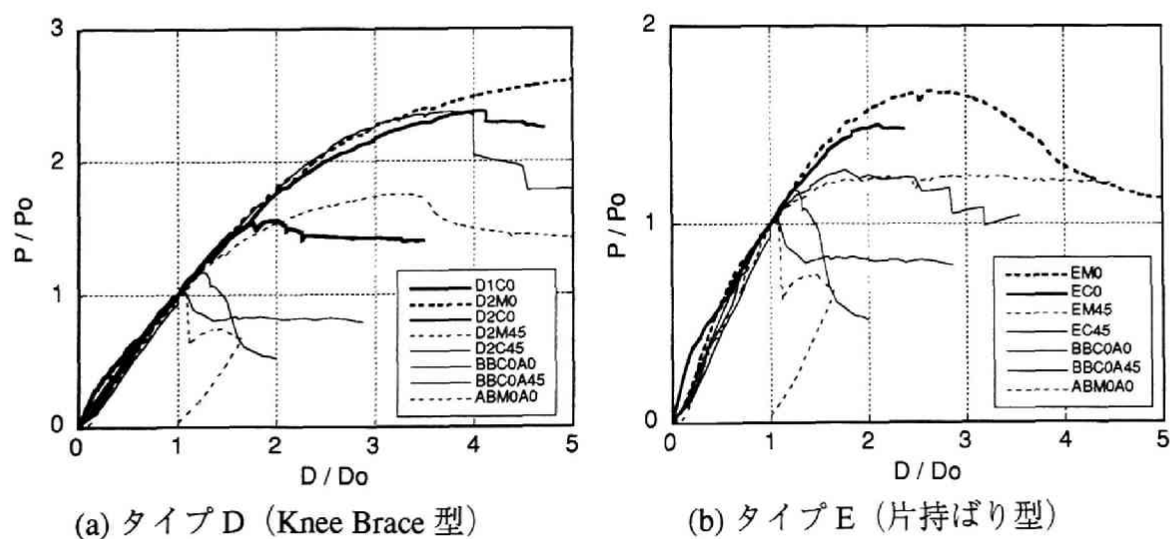 3
2
1
0
P / Po
0
1
2
3
4
5
D / Do
D1C0
D2M0
D2C0
D2M45
D2C45
BBC0A0
BBC0A45
ABM0A0
(a) タイプ D（Knee Brace 型）
2
1
0
P / Po
0
1
2
3
4
5
D / Do
EM0
EC0
EM45
EC45
BBC0A0
BBC0A45
ABM0A0
(b) タイプ E（片持ばり型）